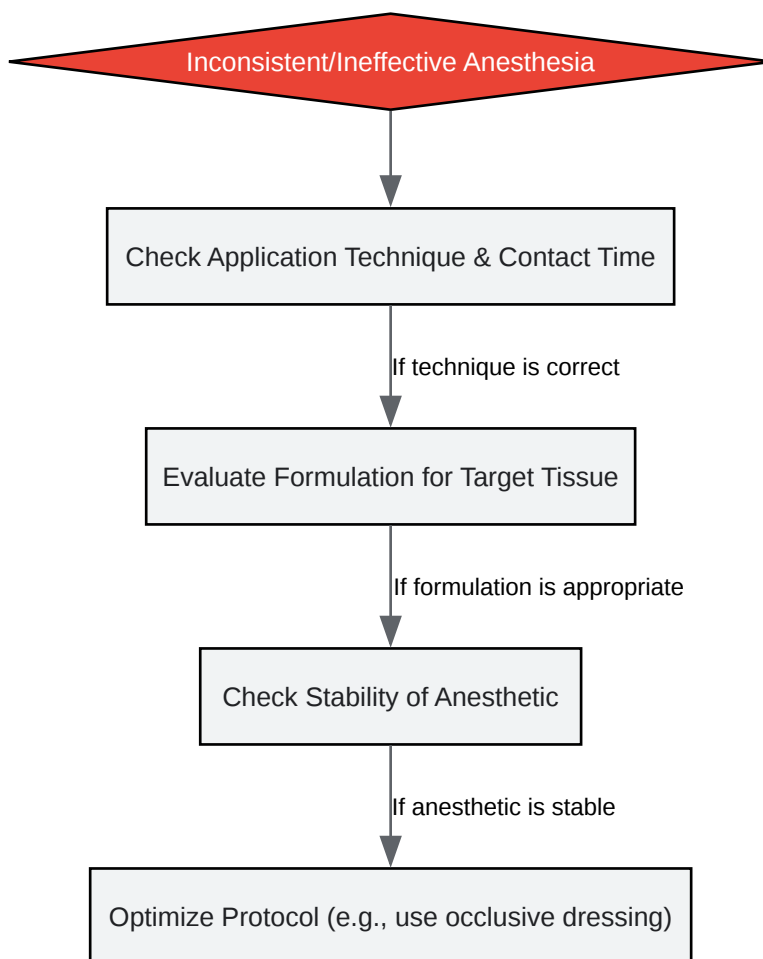 Inconsistent/Ineffective Anesthesia
Check Application Technique & Contact Time
If technique is correct
Evaluate Formulation for Target Tissue
If formulation is appropriate
Check Stability of Anesthetic
If anesthetic is stable
Optimize Protocol (e.g., use occlusive dressing)